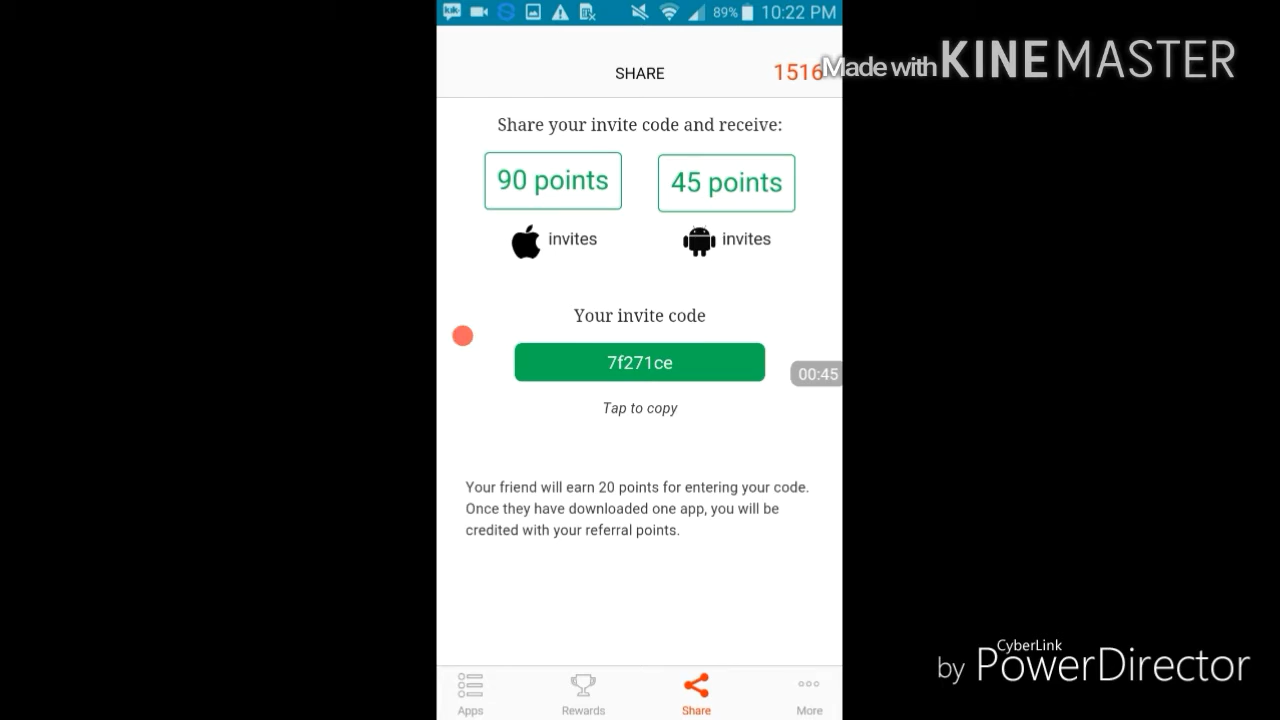 kik
89% 10:22 PM
SHARE
1516
Made with KINEMASTER
Share your invite code and receive:
90 points
45 points
invites
invites
Your invite code
7f271ce
00:45
Tap to copy
Your friend will earn 20 points for entering your code.
Once they have downloaded one app, you will be
credited with your referral points.
CyberLink
by PowerDirector
Apps
Rewards
Share
More